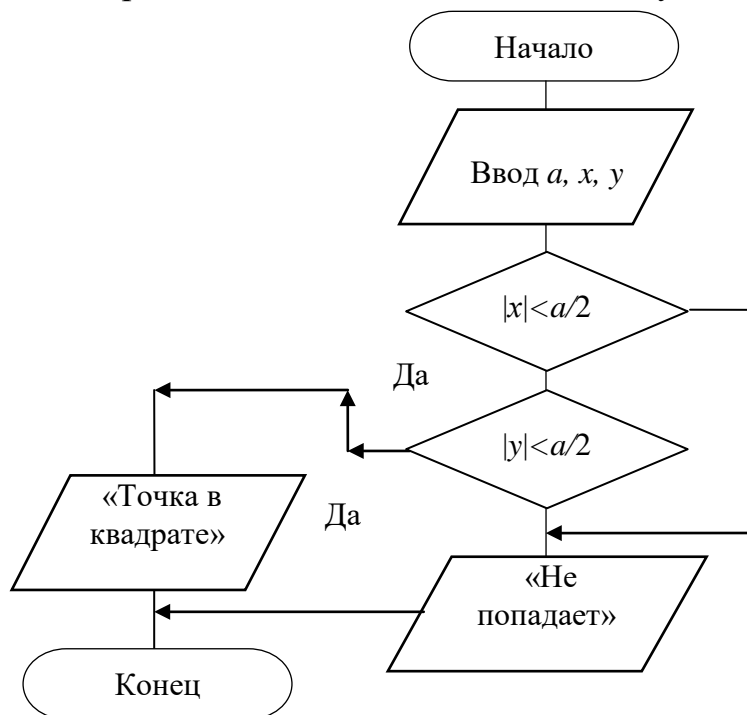 Начало
Ввод a, x, y
|x|<a/2
Да
|y|<a/2
«Точка в
квадрате»
Да
«Не
попадает»
Конец